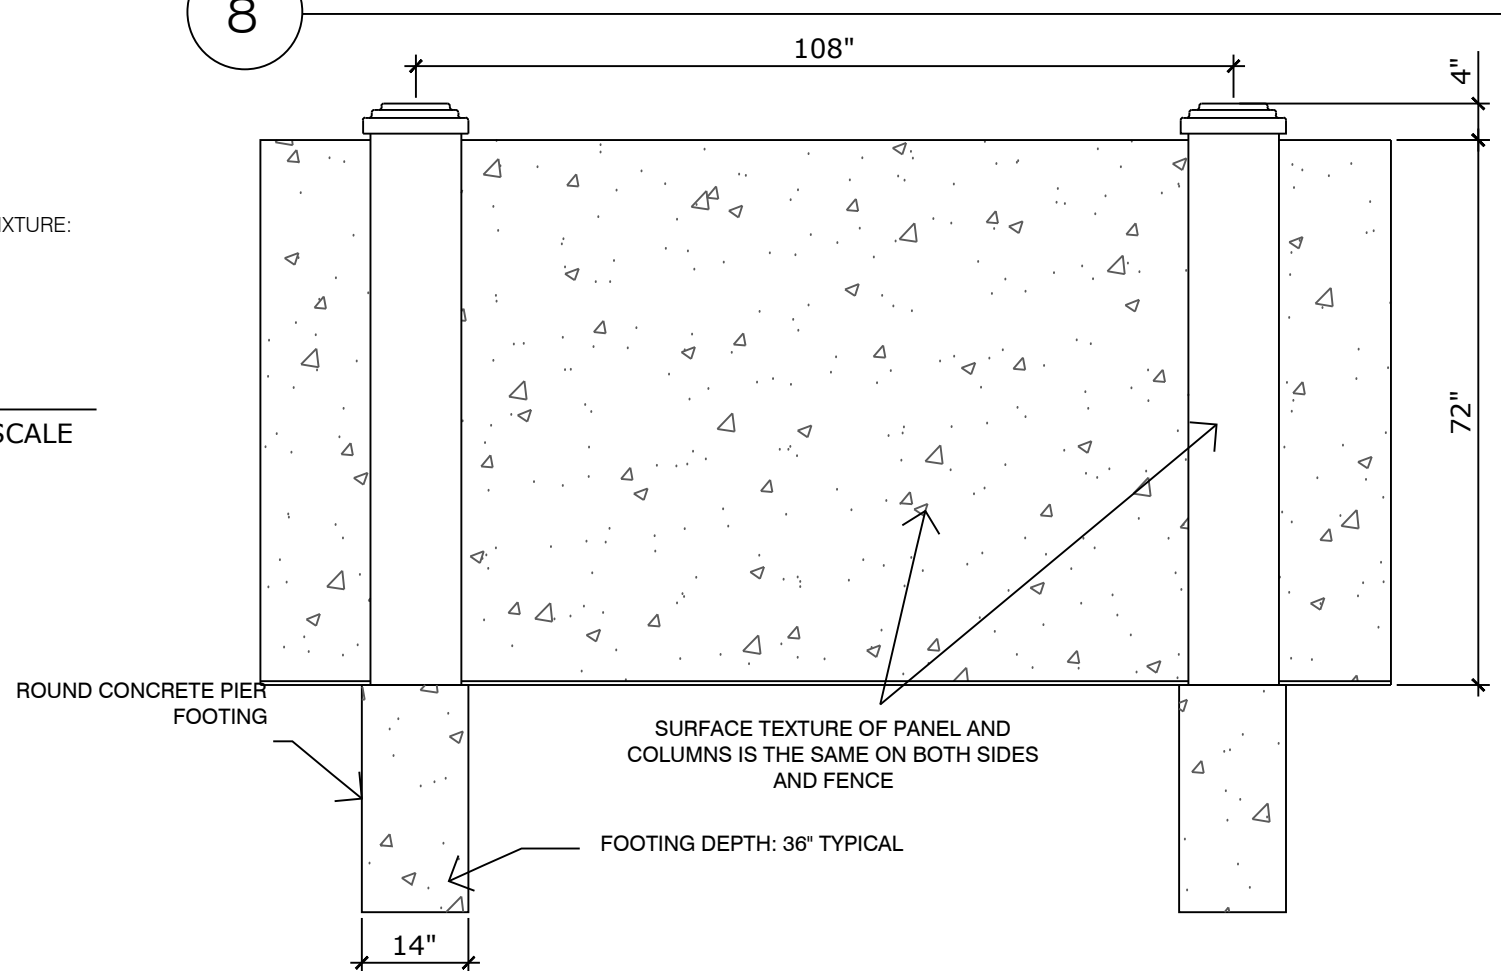 8
108"
4"
IXTURE:
SCALE
72"
ROUND CONCRETE PIER
FOOTING
SURFACE TEXTURE OF PANEL AND
COLUMNS IS THE SAME ON BOTH SIDES
AND FENCE
FOOTING DEPTH: 36" TYPICAL
14"